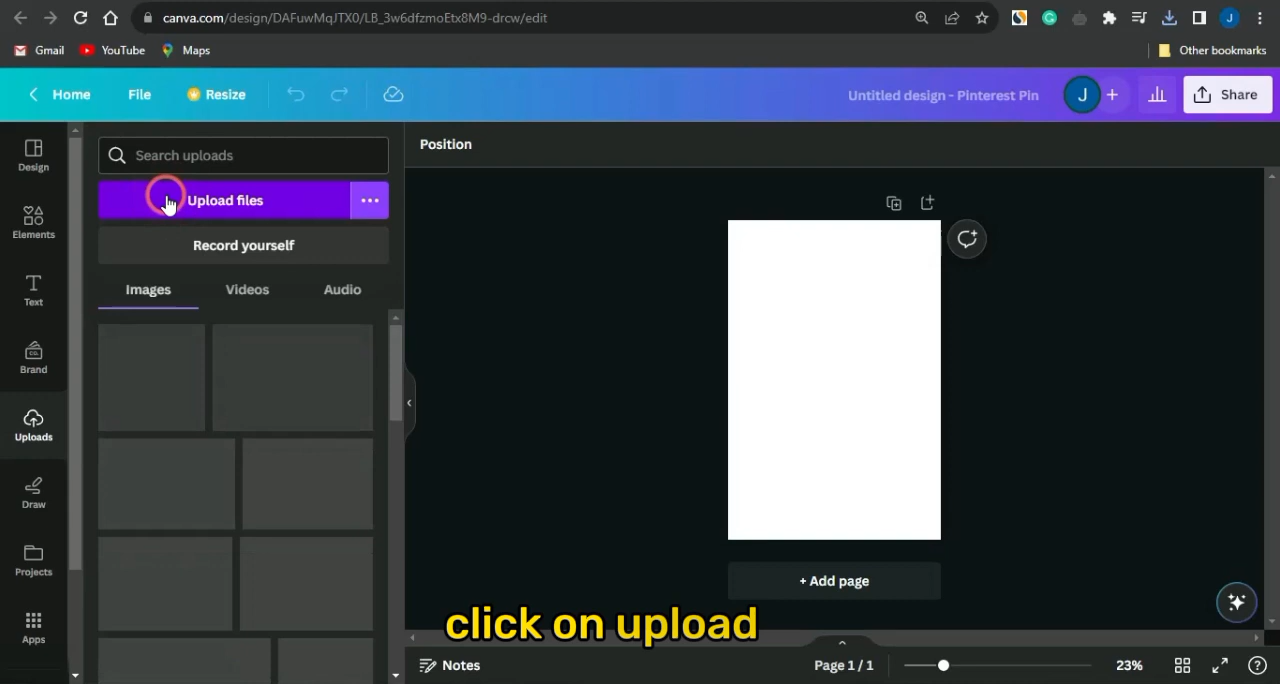 canva.com/design/DAFuwMqJTX0/LB_3w6dfzmoEtx8M9-drcw/edit
Gmail
YouTube
Maps
Other bookmarks
Home
File
Resize
Untitled design - Pinterest Pin
J
+
Share
Design
Elements
Text
Brand
Uploads
Draw
Projects
Apps
Search uploads
Upload files
Record yourself
Images
Videos
Audio
Position
+ Add page
click on upload
Notes
Page 1 / 1
23%